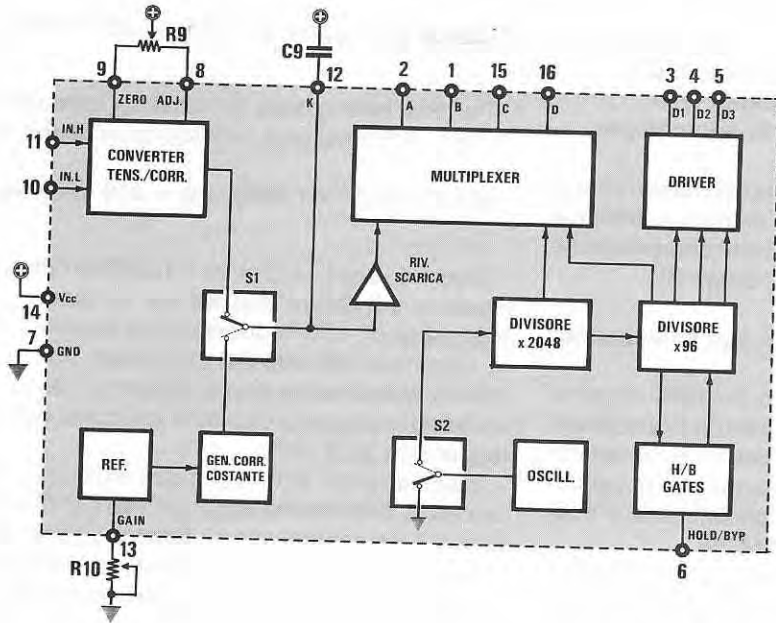 R9
C9
9
8
12
2
1
15
16
3
4
5
ZERO ADJ.
K
A
B
C
D
D1
D2
D3
11
IN.H
10
IN.L
CONVERTER
TENS./CORR.
MULTIPLEXER
DRIVER
RIV.
SCARICA
S1
14
Vcc
7
GND
DIVISORE
x 2048
DIVISORE
x96
S2
REF.
GEN. CORR.
COSTANTE
OSCILL.
H/B
GATES
GAIN
13
R10
HOLD/BYP
6